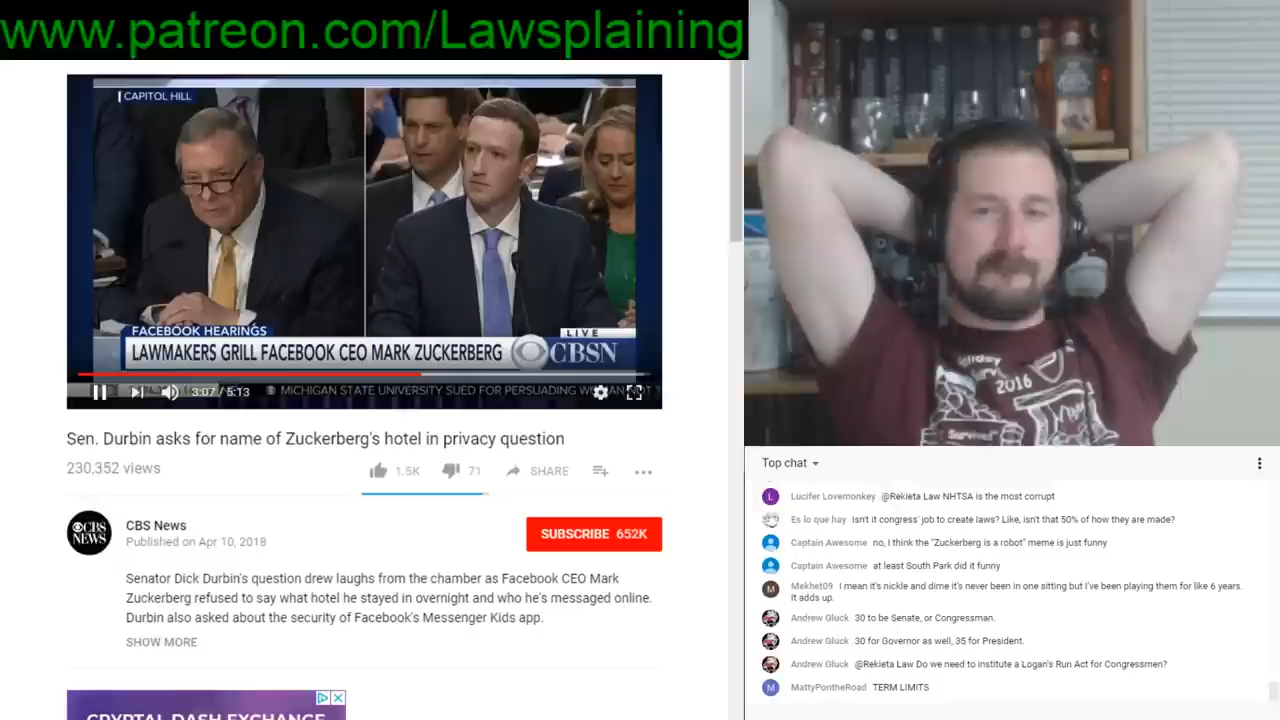 www.patreon.com/Lawsplaining
CAPITOL HILL
FACEBOOK HEARINGS
LIVE
LAWMAKERS GRILL FACEBOOK CEO MARK ZUCKERBERG
CBSN
3:07 / 5:13
MICHIGAN STATE UNIVERSITY SUED FOR PERSUADING
Sen. Durbin asks for name of Zuckerberg's hotel in privacy question
230,352 views
1.5K
71
SHARE
CBS NEWS
CBS News
Published on Apr 10, 2018
SUBSCRIBE 652K
Senator Dick Durbin's question drew laughs from the chamber as Facebook CEO Mark
Zuckerberg refused to say what hotel he stayed in overnight and who he's messaged online.
Durbin also asked about the security of Facebook's Messenger Kids app.
SHOW MORE
CRYPTAL DASH EXCHANGE
2016
Survived
Top chat
L
Lucifer Lovemonkey @Rekieta Law NHTSA is the most corrupt
Es lo que hay Isn't it congress' job to create laws? Like, isn't that 50% of how they are made?
Captain Awesome no, I think the "Zuckerberg is a robot" meme is just funny
Captain Awesome at least South Park did it funny
M
Mekhet09 I mean it's nickle and dime it's never been in one sitting but I've been playing them for like 6 years.
It adds up.
Andrew Gluck 30 to be Senate, or Congressman.
Andrew Gluck 30 for Governor as well, 35 for President.
Andrew Gluck @Rekieta Law Do we need to institute a Logan's Run Act for Congressmen?
M
MattyPontheRoad TERM LIMITS